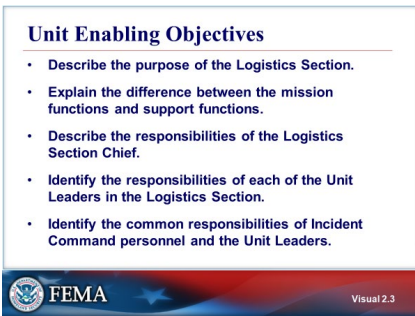 Unit Enabling Objectives
• Describe the purpose of the Logistics Section.
• Explain the difference between the mission
functions and support functions.
• Describe the responsibilities of the Logistics
Section Chief.
• Identify the responsibilities of each of the Unit
Leaders in the Logistics Section.
• Identify the common responsibilities of Incident
Command personnel and the Unit Leaders.
FEMA
Visual 2.3